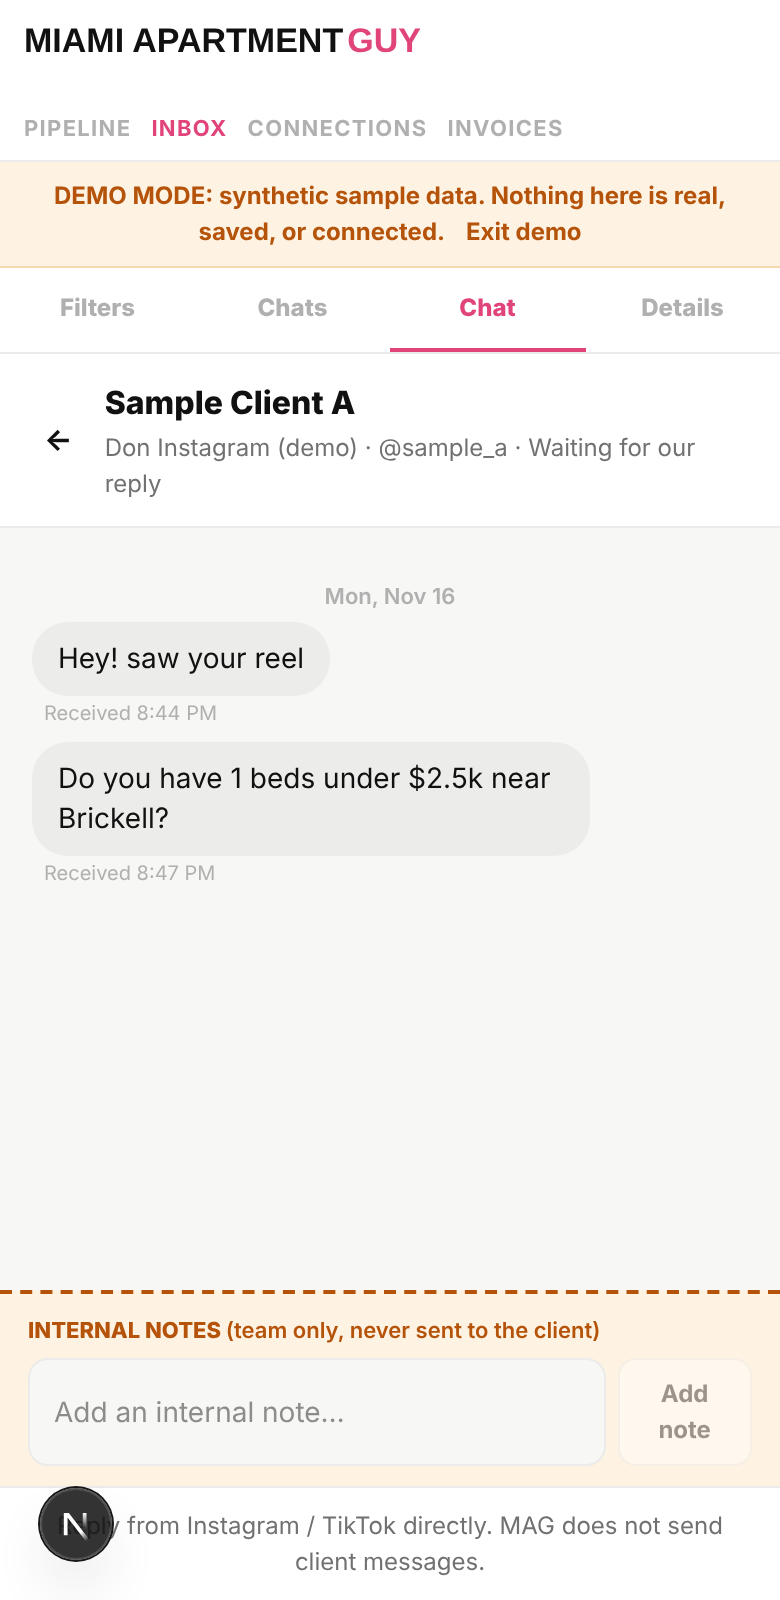 MIAMI APARTMENT GUY
PIPELINE INBOX CONNECTIONS INVOICES
DEMO MODE: synthetic sample data. Nothing here is real,
saved, or connected. Exit demo
Filters Chats Chat Details
Sample Client A
Don Instagram (demo) · @sample_a · Waiting for our
reply
Mon, Nov 16
Hey! saw your reel
Received 8:44 PM
Do you have 1 beds under $2.5k near
Brickell?
Received 8:47 PM
INTERNAL NOTES (team only, never sent to the client)
Add an internal note...
Add
note
N
Reply from Instagram / TikTok directly. MAG does not send
client messages.